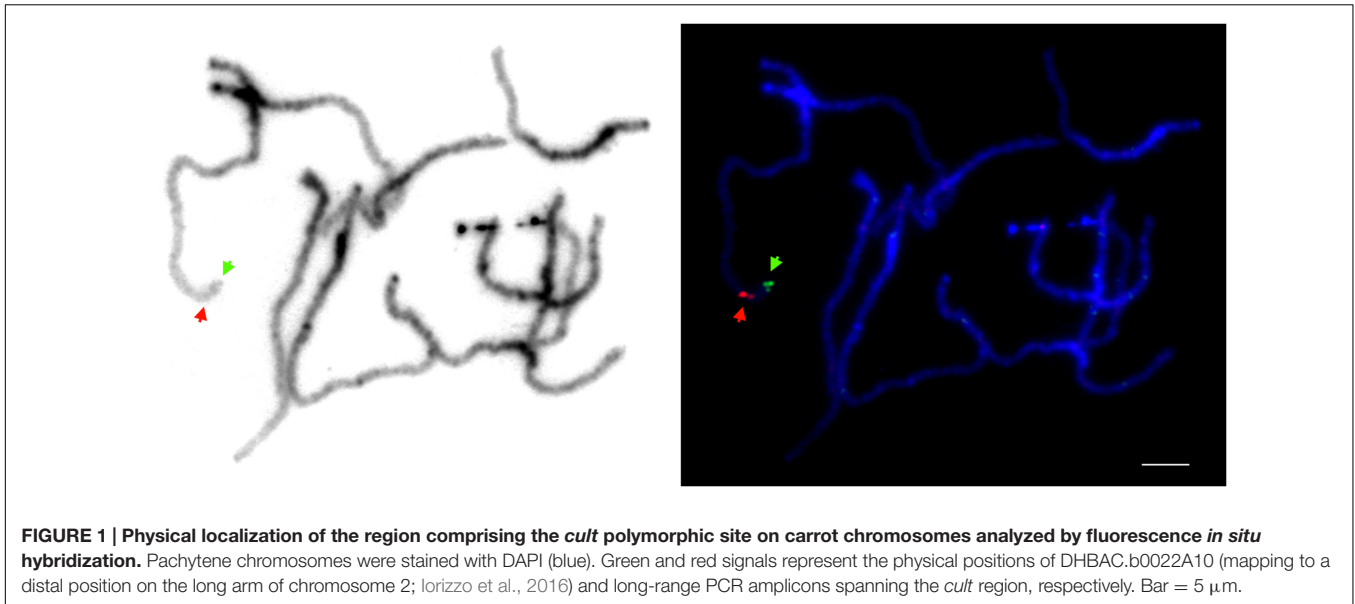 FIGURE 1 | Physical localization of the region comprising the cult polymorphic site on carrot chromosomes analyzed by fluorescence in situ
hybridization. Pachytene chromosomes were stained with DAPI (blue). Green and red signals represent the physical positions of DHBAC.b0022A10 (mapping to a
distal position on the long arm of chromosome 2; Iorizzo et al., 2016) and long-range PCR amplicons spanning the cult region, respectively. Bar = 5 μm.